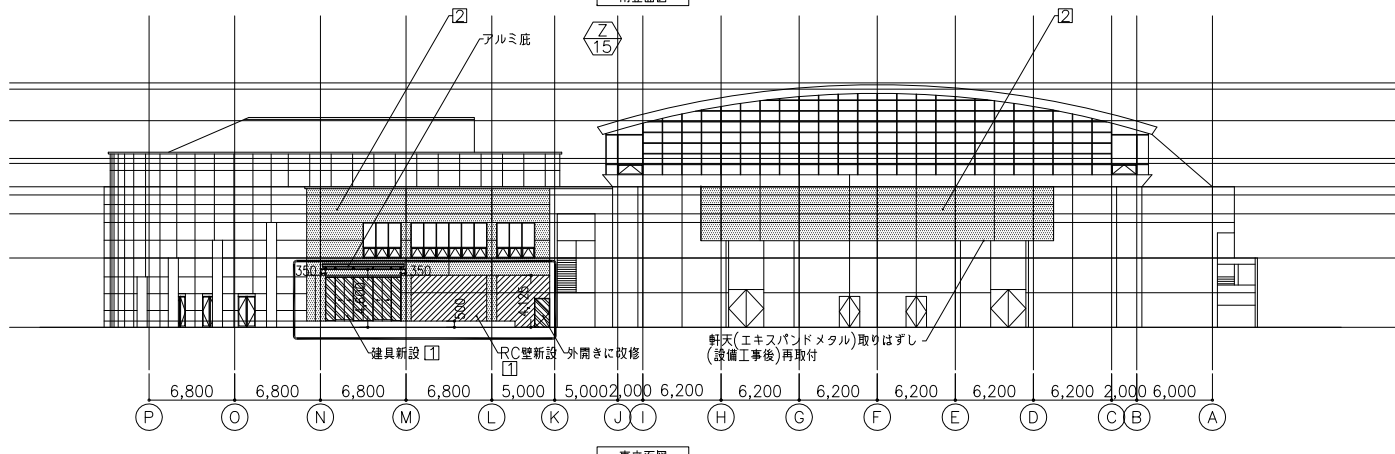 2
2
アルミ庇
Z
15
350
350
4,600
500
4,125
建具新設 1
RC壁新設
1
外開きに改修
軒天(エキスパンドメタル)取りはずし
(設備工事後)再取付
6,800 6,800 6,800 6,800 5,000 5,000 2,000 6,200 6,200 6,200 6,200 6,200 6,200 2,000 6,000
P O N M L K J I H G F E D C B A